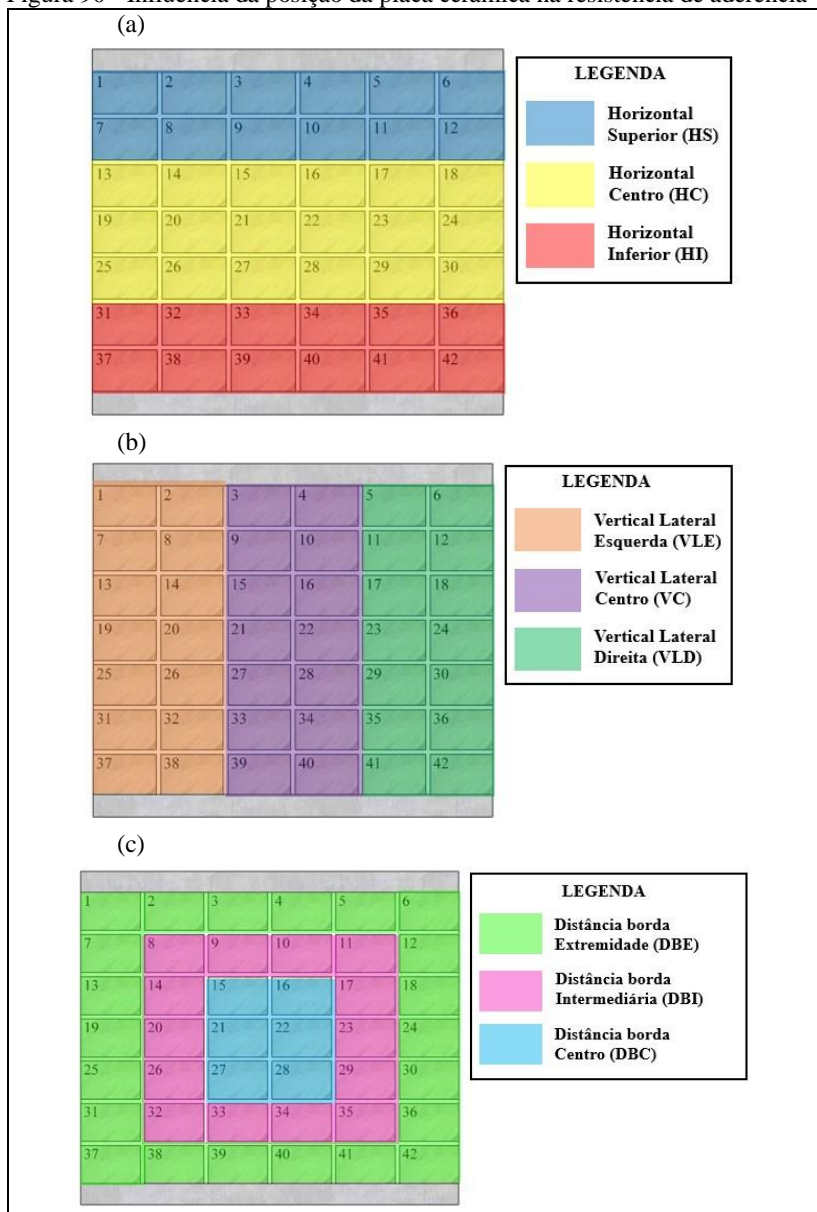 Figura 90 - Influência da posição da placa cerâmica na resistência de aderência
(a)
1 2 3 4 5 6
7 8 9 10 11 12
13 14 15 16 17 18
19 20 21 22 23 24
25 26 27 28 29 30
31 32 33 34 35 36
37 38 39 40 41 42
LEGENDA
Horizontal
Superior (HS)
Horizontal
Centro (HC)
Horizontal
Inferior (HI)
(b)
1 2 3 4 5 6
7 8 9 10 11 12
13 14 15 16 17 18
19 20 21 22 23 24
25 26 27 28 29 30
31 32 33 34 35 36
37 38 39 40 41 42
LEGENDA
Vertical Lateral
Esquerda (VLE)
Vertical Lateral
Centro (VC)
Vertical Lateral
Direita (VLD)
(c)
1 2 3 4 5 6
7 8 9 10 11 12
13 14 15 16 17 18
19 20 21 22 23 24
25 26 27 28 29 30
31 32 33 34 35 36
37 38 39 40 41 42
LEGENDA
Distância borda
Extremidade (DBE)
Distância borda
Intermediária (DBI)
Distância borda
Centro (DBC)